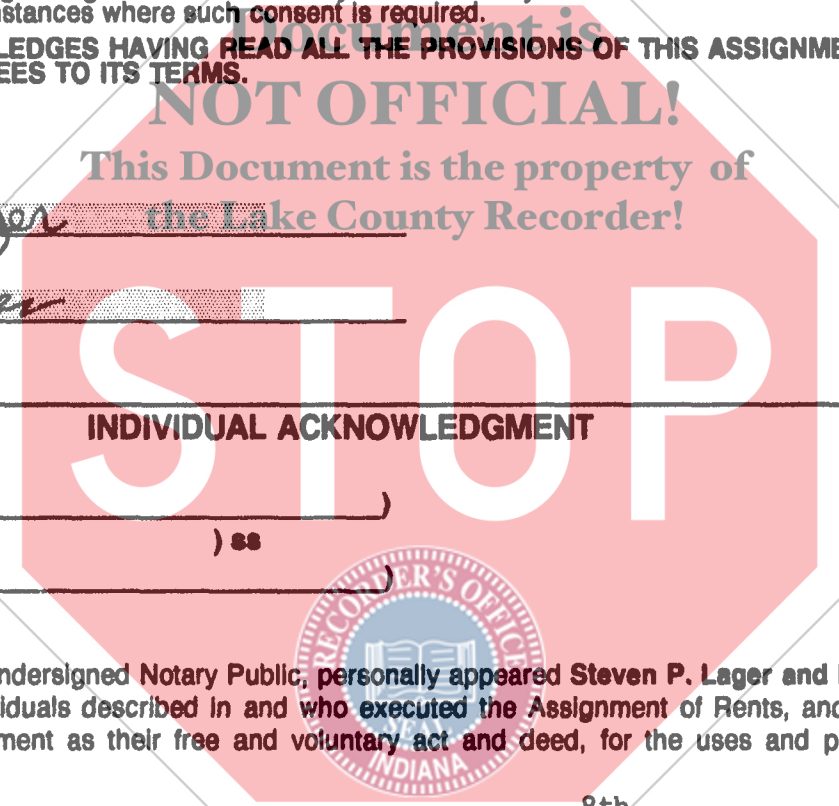 stances where such consent is required.
Document is
LEDGES HAVING READ ALL THE PROVISIONS OF THIS ASSIGNME
EES TO ITS TERMS.
NOT OFFICIAL!
This Document is the property of
the Lake County Recorder!
STOP
INDIVIDUAL ACKNOWLEDGMENT
)
) ss
)
RECORDER'S OFFICE
INDIANA
ndersigned Notary Public, personally appeared Steven P. Lager and
iduals described in and who executed the Assignment of Rents, and
ment as their free and voluntary act and deed, for the uses and p
8th